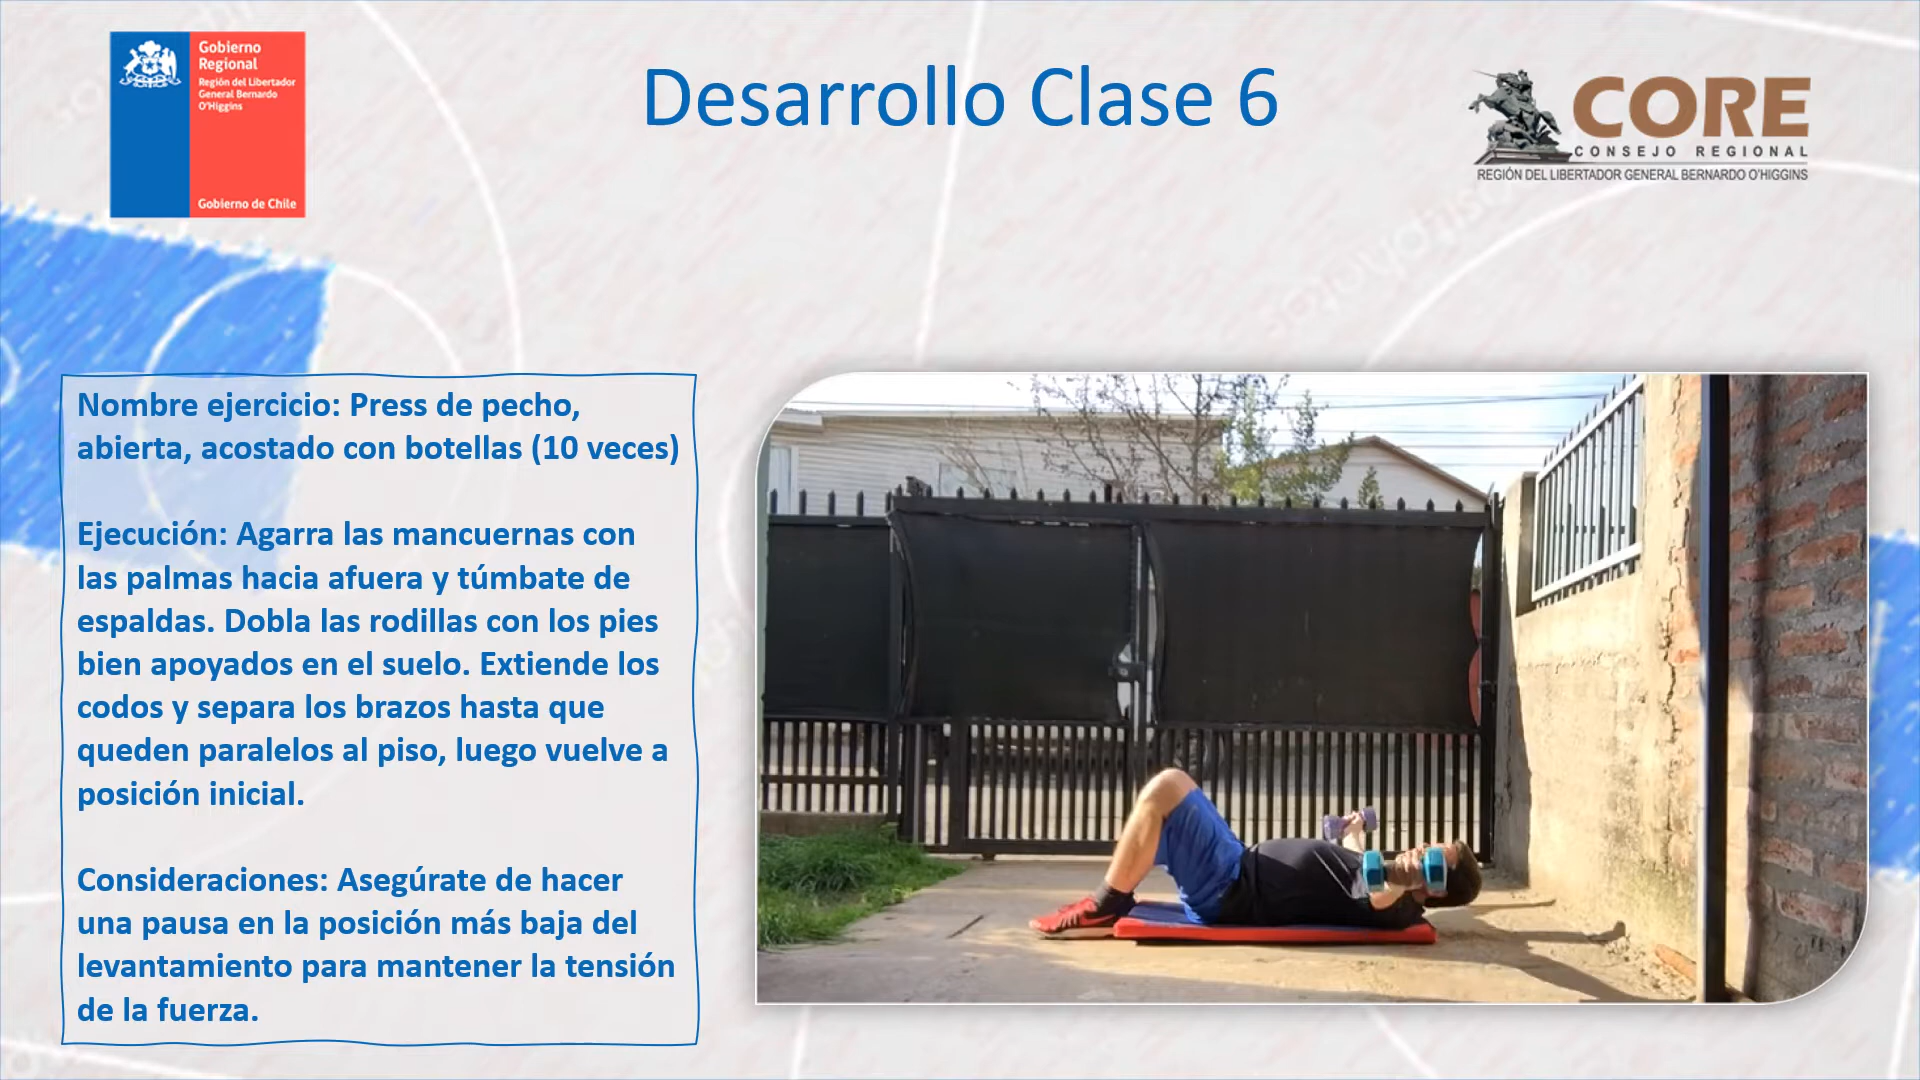 Gobierno
Regional
Región del Libertador
General Bernardo
O'Higgins
Gobierno de Chile
Desarrollo Clase 6
CORE
CONSEJO REGIONAL
REGIÓN DEL LIBERTADOR GENERAL BERNARDO O'HIGGINS
Nombre ejercicio: Press de pecho,
abierta, acostado con botellas (10 veces)
Ejecución: Agarra las mancuernas con
las palmas hacia afuera y túmbate de
espaldas. Dobla las rodillas con los pies
bien apoyados en el suelo. Extiende los
codos y separa los brazos hasta que
queden paralelos al piso, luego vuelve a
posición inicial.
Consideraciones: Asegúrate de hacer
una pausa en la posición más baja del
levantamiento para mantener la tensión
de la fuerza.